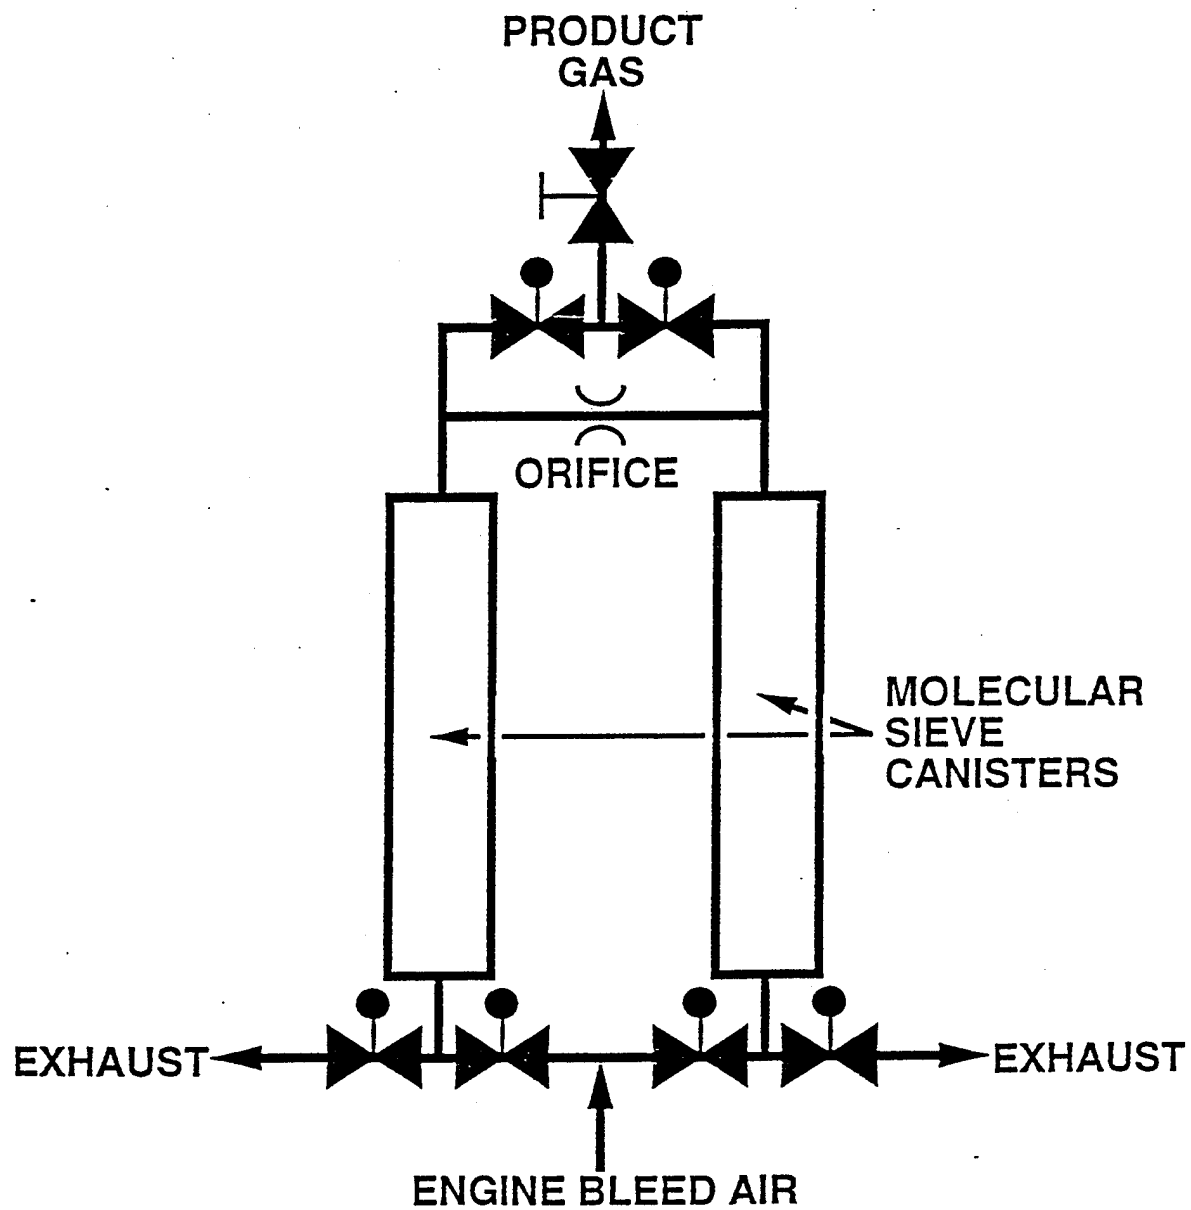 PRODUCT
GAS
ORIFICE
MOLECULAR
SIEVE
CANISTERS
EXHAUST
EXHAUST
ENGINE BLEED AIR